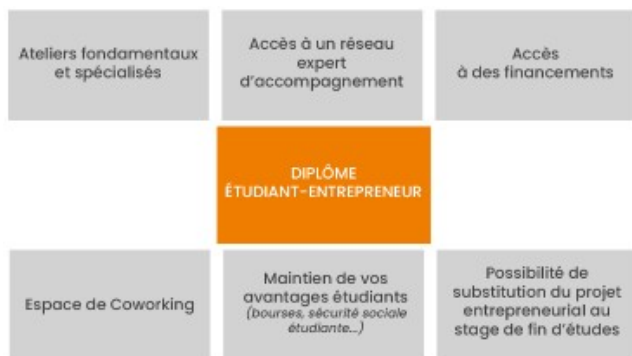 Ateliers fondamentaux
et spécialisés
Accès à un réseau
expert
d'accompagnement
Accès
à des financements
DIPLÔME
ÉTUDIANT-ENTREPRENEUR
Espace de Coworking
Maintien de vos
avantages étudiants
(bourses, sécurité sociale
étudiante...)
Possibilité de
substitution du projet
entrepreneurial au
stage de fin d'études